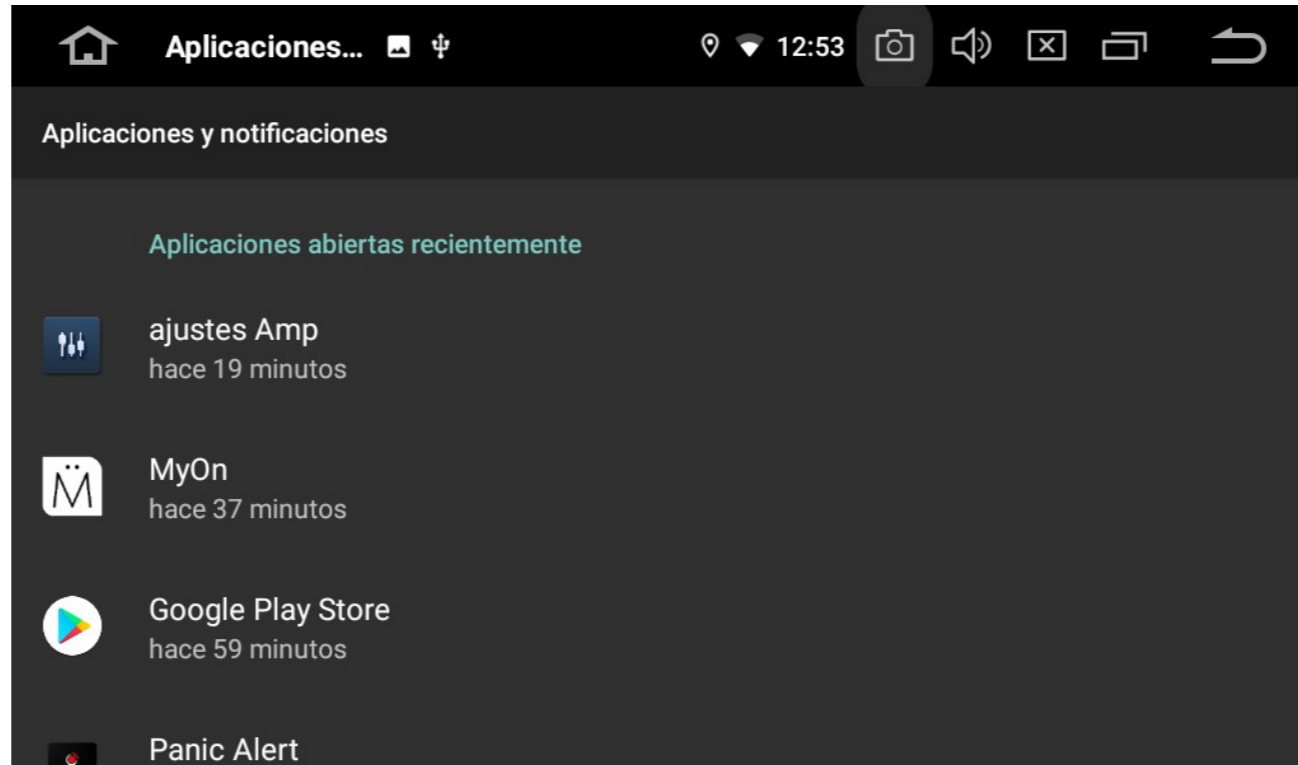 Aplicaciones... 12:53
Aplicaciones y notificaciones
Aplicaciones abiertas recientemente
ajustes Amp
hace 19 minutos
M̈
MyOn
hace 37 minutos
Google Play Store
hace 59 minutos
Panic Alert